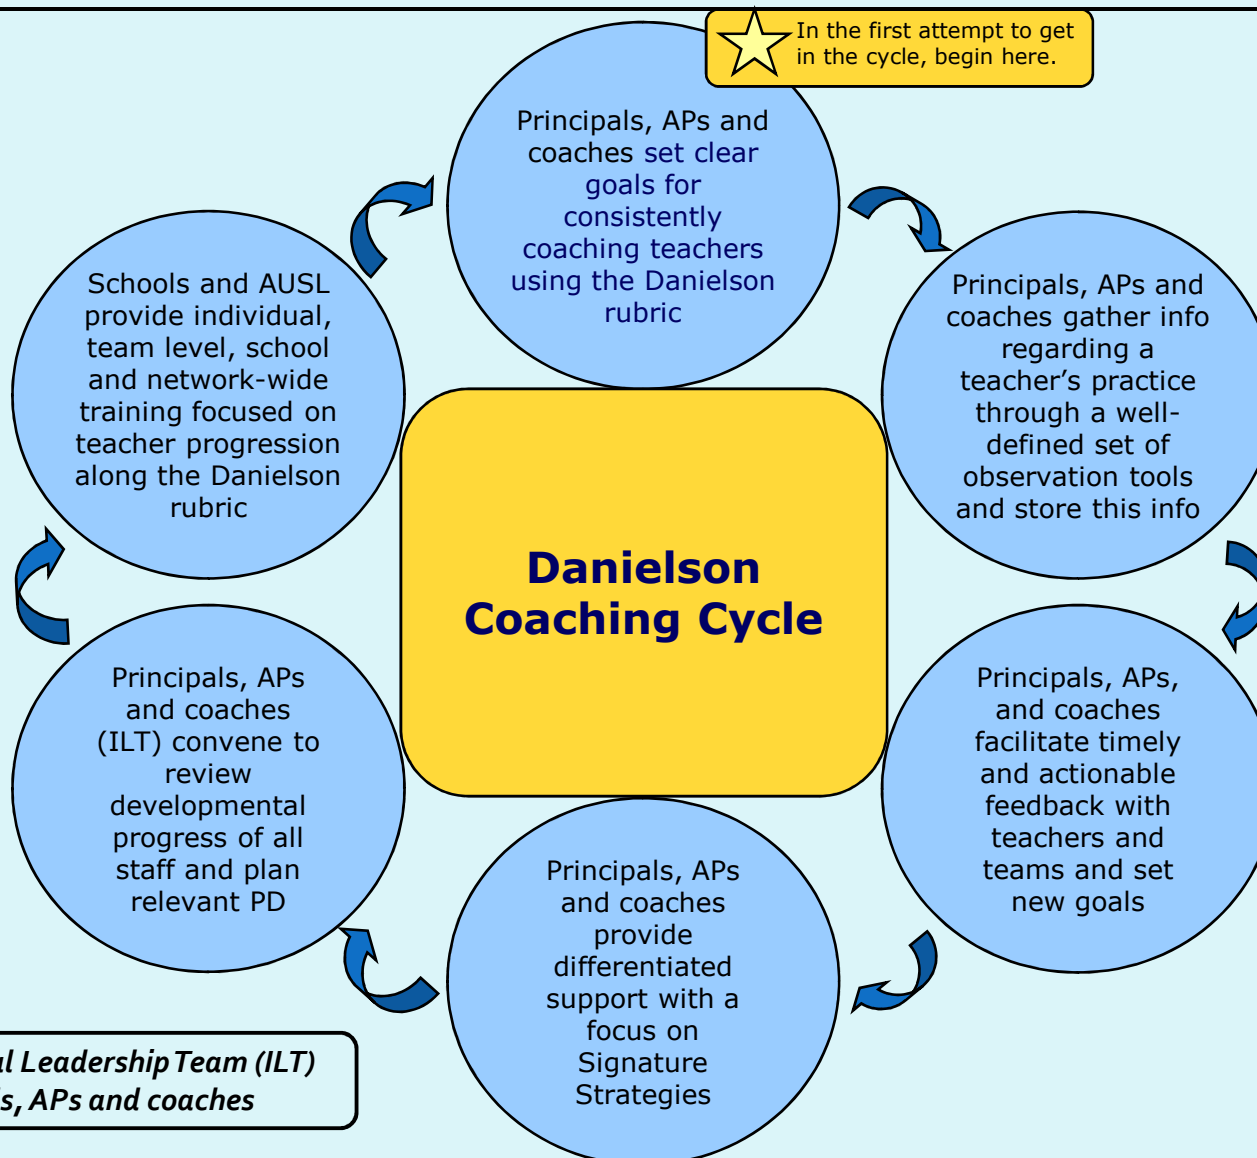 In the first attempt to get
in the cycle, begin here.
Principals, APs and
coaches set clear
goals for
consistently
coaching teachers
using the Danielson
rubric
Principals, APs and
coaches gather info
regarding a
teacher’s practice
through a well-
defined set of
observation tools
and store this info
Principals, APs,
and coaches
facilitate timely
and actionable
feedback with
teachers and
teams and set
new goals
Principals, APs
and coaches
provide
differentiated
support with a
focus on
Signature
Strategies
Principals, APs
and coaches
(ILT) convene to
review
developmental
progress of all
staff and plan
relevant PD
Schools and AUSL
provide individual,
team level, school
and network-wide
training focused on
teacher progression
along the Danielson
rubric
Danielson
Coaching Cycle
Leadership Team (ILT)
APs and coaches